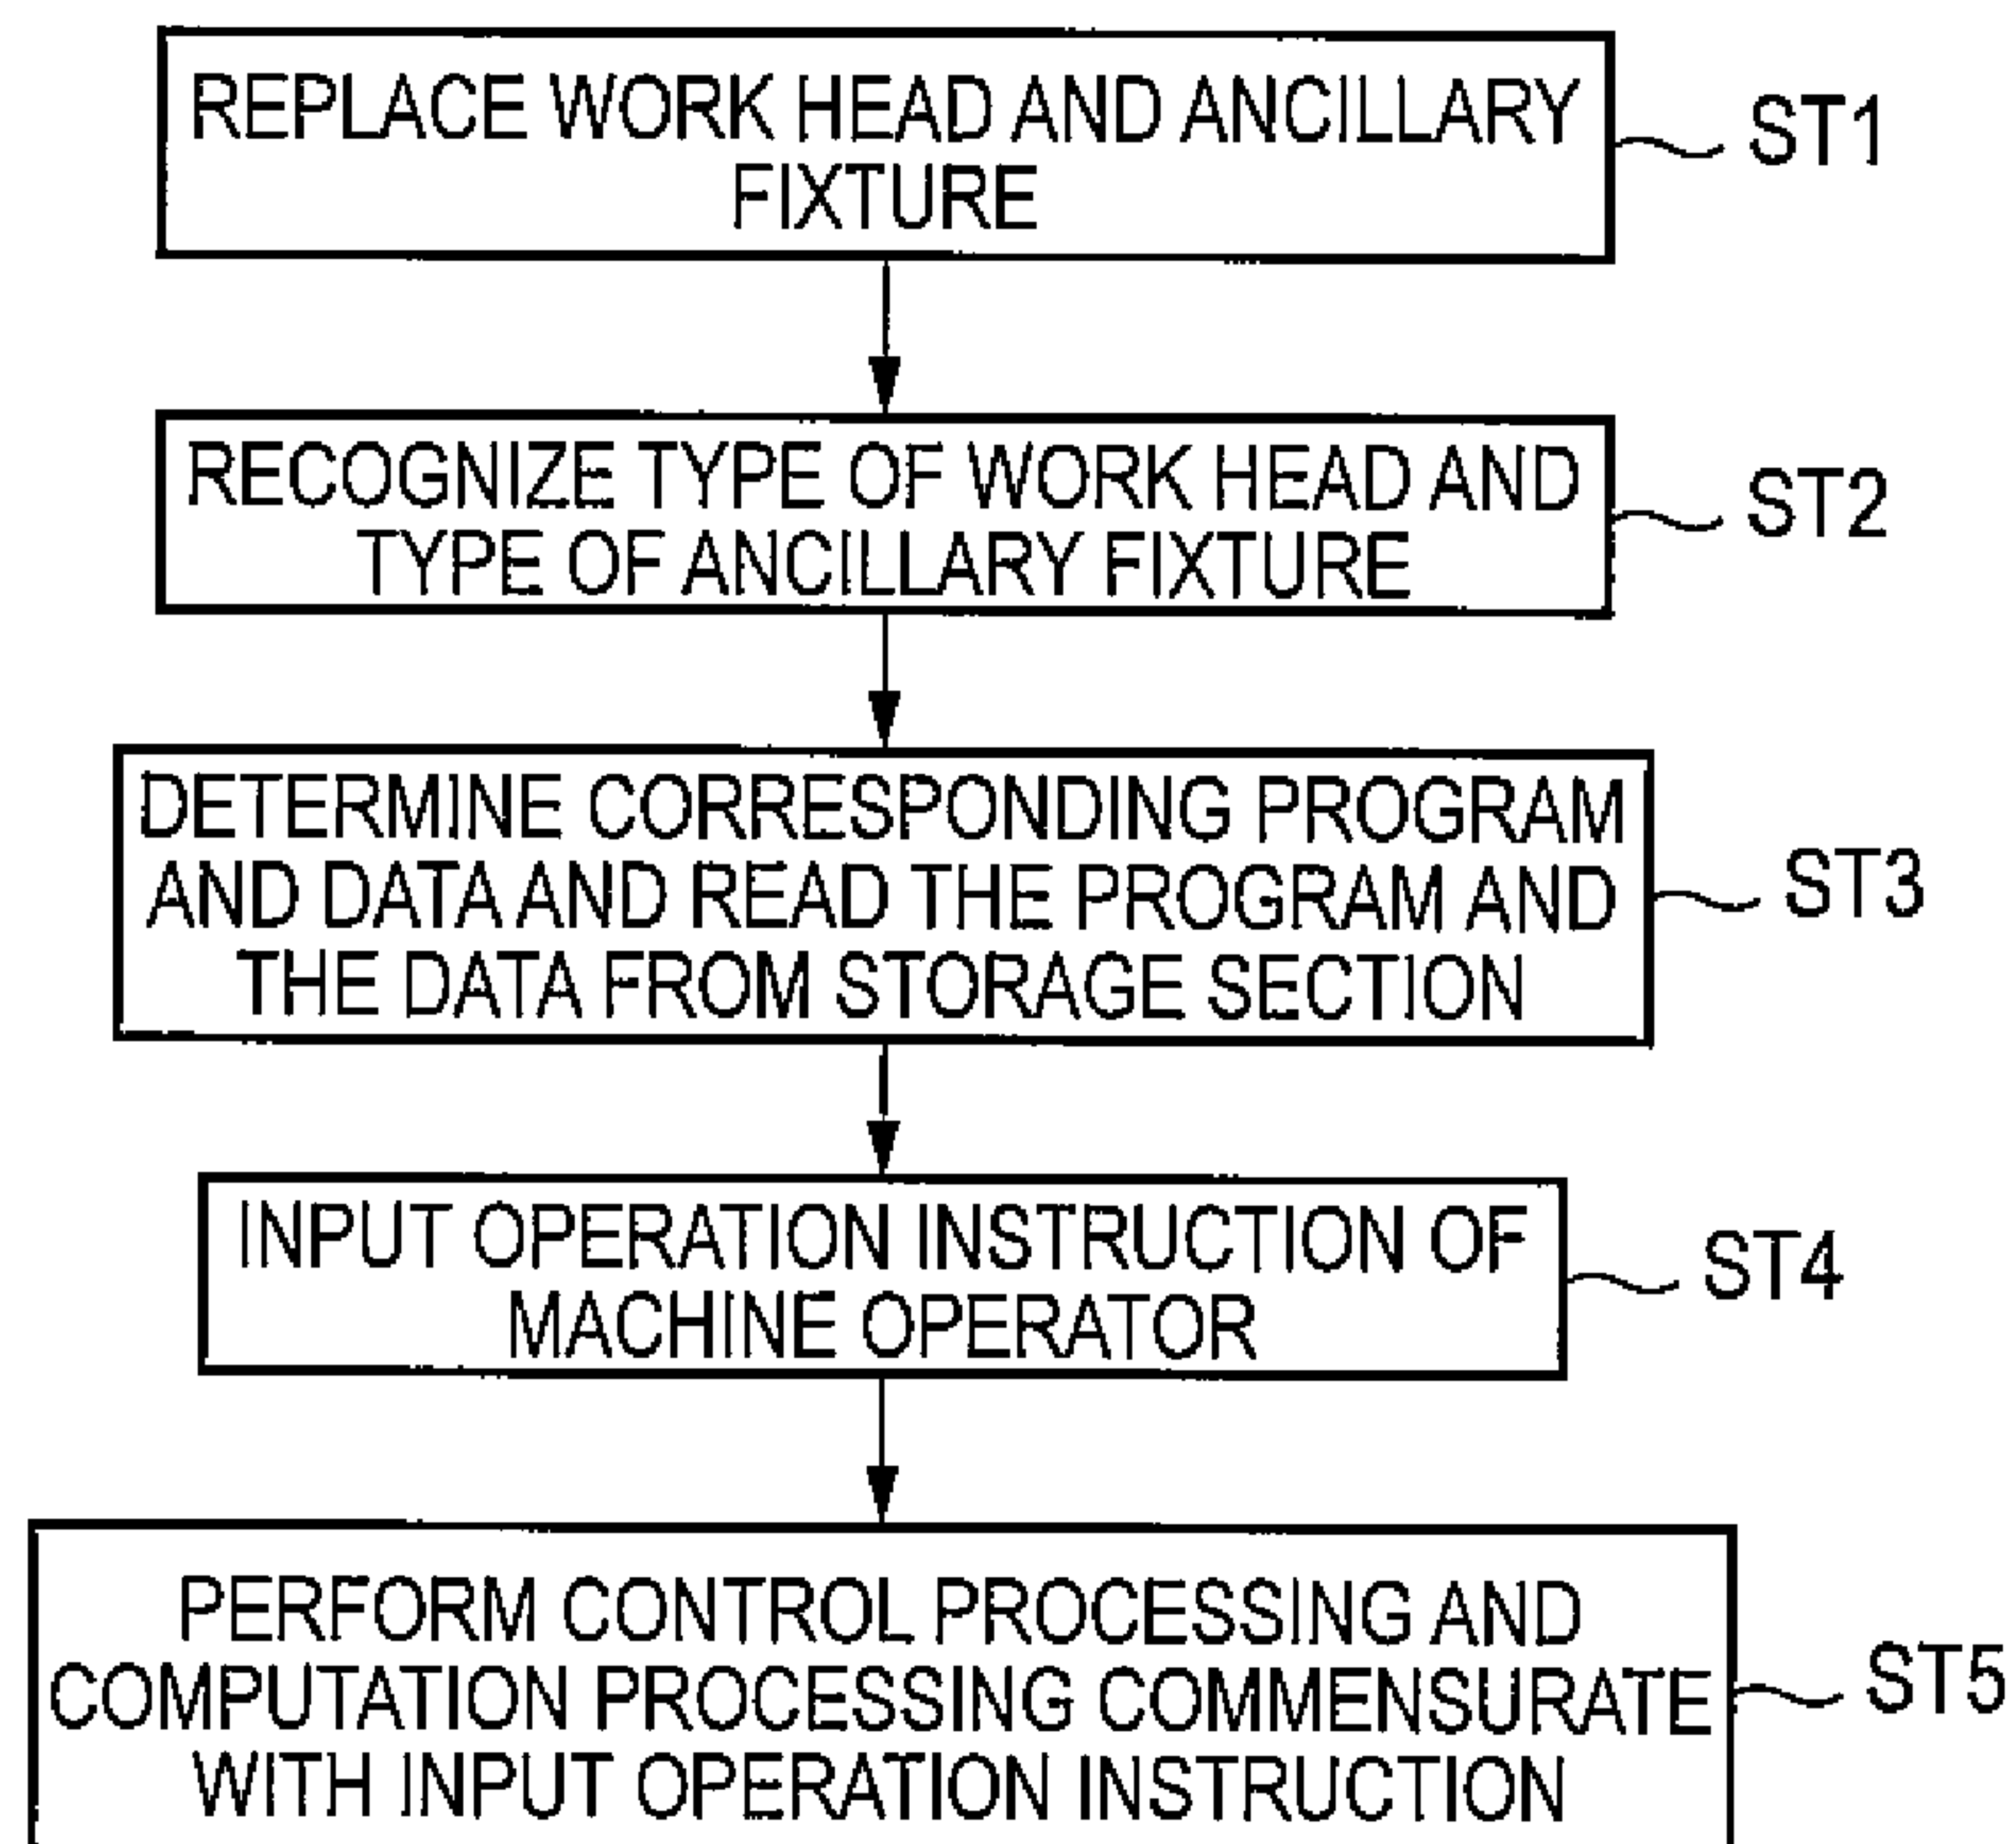 REPLACE WORK HEAD AND ANCILLARY
FIXTURE
ST1
RECOGNIZE TYPE OF WORK HEAD AND
TYPE OF ANCILLARY FIXTURE
ST2
DETERMINE CORRESPONDING PROGRAM
AND DATA AND READ THE PROGRAM AND
THE DATA FROM STORAGE SECTION
ST3
INPUT OPERATION INSTRUCTION OF
MACHINE OPERATOR
ST4
PERFORM CONTROL PROCESSING AND
COMPUTATION PROCESSING COMMENSURATE
WITH INPUT OPERATION INSTRUCTION
ST5